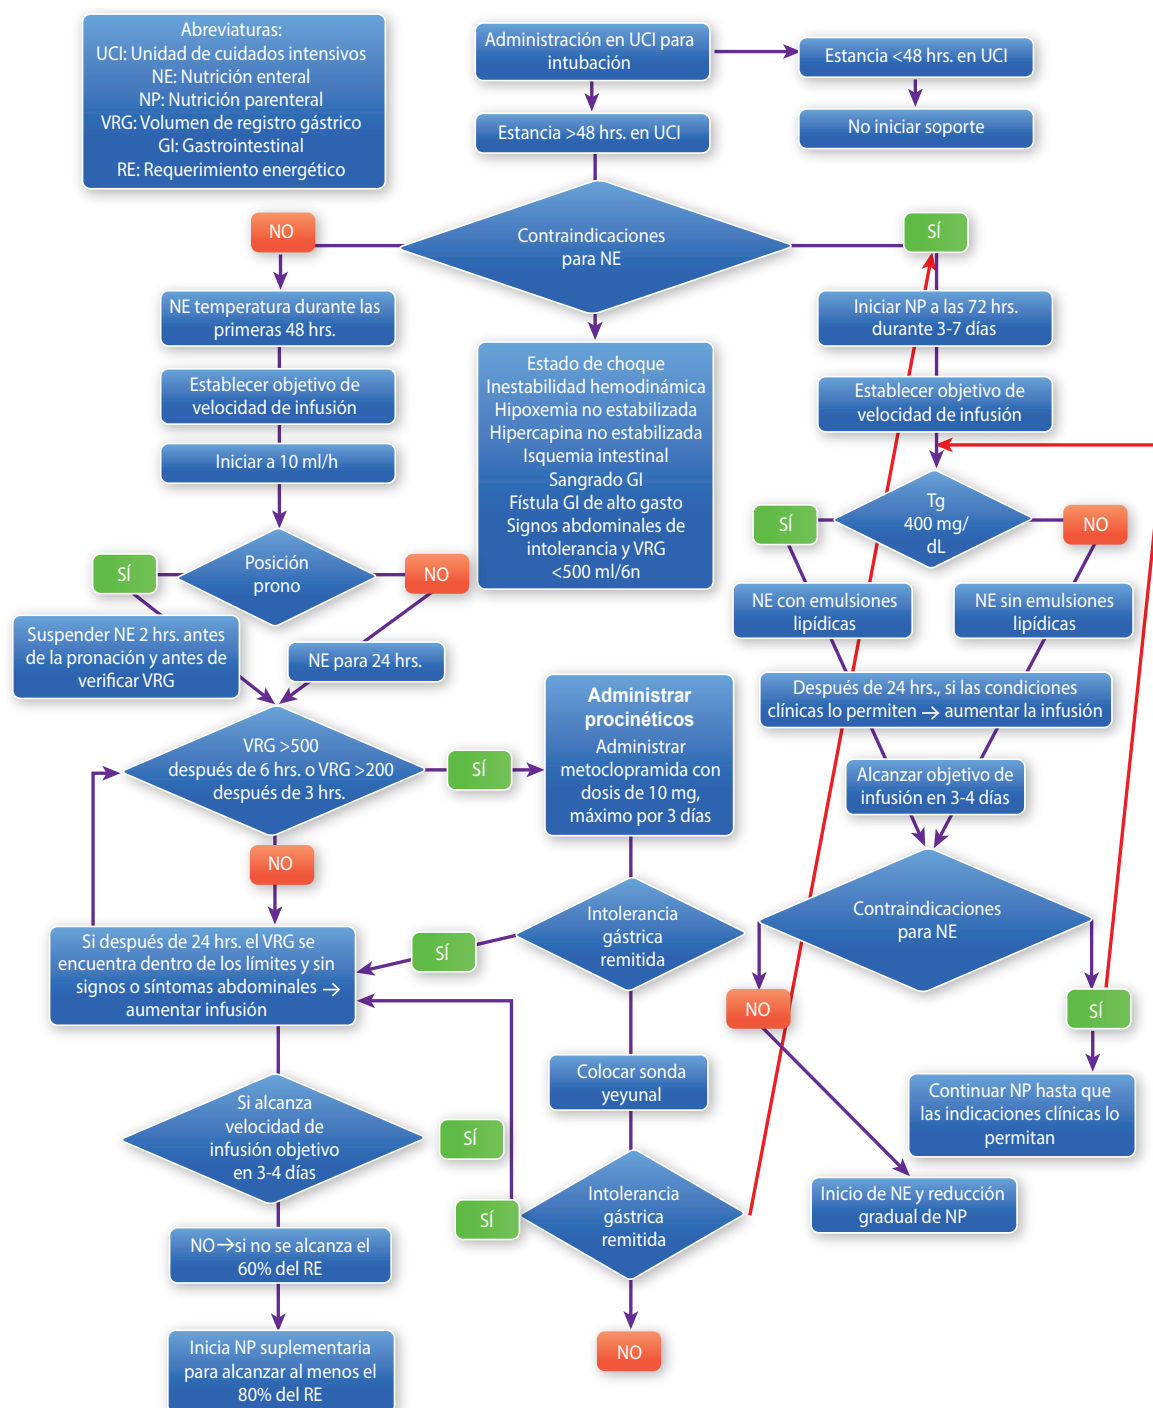 Abreviaturas:
UCI: Unidad de cuidados intensivos
NE: Nutrición enteral
NP: Nutrición parenteral
VRG: Volumen de registro gástrico
GI: Gastrointestinal
RE: Requerimiento energético
Administración en UCI para
intubación
Estancia <48 hrs. en UCI
No iniciar soporte
Estancia >48 hrs. en UCI
Contraindicaciones
para NE
NO
SÍ
NE temperatura durante las
primeras 48 hrs.
Establecer objetivo de
velocidad de infusión
Iniciar a 10 ml/h
Posición
prono
SÍ
NO
Suspender NE 2 hrs. antes
de la pronación y antes de
verificar VRG
NE para 24 hrs.
Estado de choque
Inestabilidad hemodinámica
Hipoxemia no estabilizada
Hipercapina no estabilizada
Isquemia intestinal
Sangrado GI
Fístula GI de alto gasto
Signos abdominales de
intolerancia y VRG
<500 ml/6n
Iniciar NP a las 72 hrs.
durante 3-7 días
Establecer objetivo de
velocidad de infusión
Tg
400 mg/
dL
SÍ
NO
NE con emulsiones
lipídicas
NE sin emulsiones
lipídicas
Después de 24 hrs., si las condiciones
clínicas lo permiten → aumentar la infusión
Alcanzar objetivo de
infusión en 3-4 días
Contraindicaciones
para NE
NO
SÍ
Continuar NP hasta que
las indicaciones clínicas lo
permitan
Inicio de NE y reducción
gradual de NP
VRG >500
después de 6 hrs. o VRG >200
después de 3 hrs.
SÍ
NO
Administrar
procinéticos
Administrar
metoclopramida con
dosis de 10 mg,
máximo por 3 días
Intolerancia
gástrica
remitida
SÍ
Si después de 24 hrs. el VRG se
encuentra dentro de los límites y sin
signos o síntomas abdominales →
aumentar infusión
Colocar sonda
yeyunal
Si alcanza
velocidad de
infusión objetivo
en 3-4 días
SÍ
SÍ
Intolerancia
gástrica
remitida
NO
NO→si no se alcanza el
60% del RE
Inicia NP suplementaria
para alcanzar al menos el
80% del RE